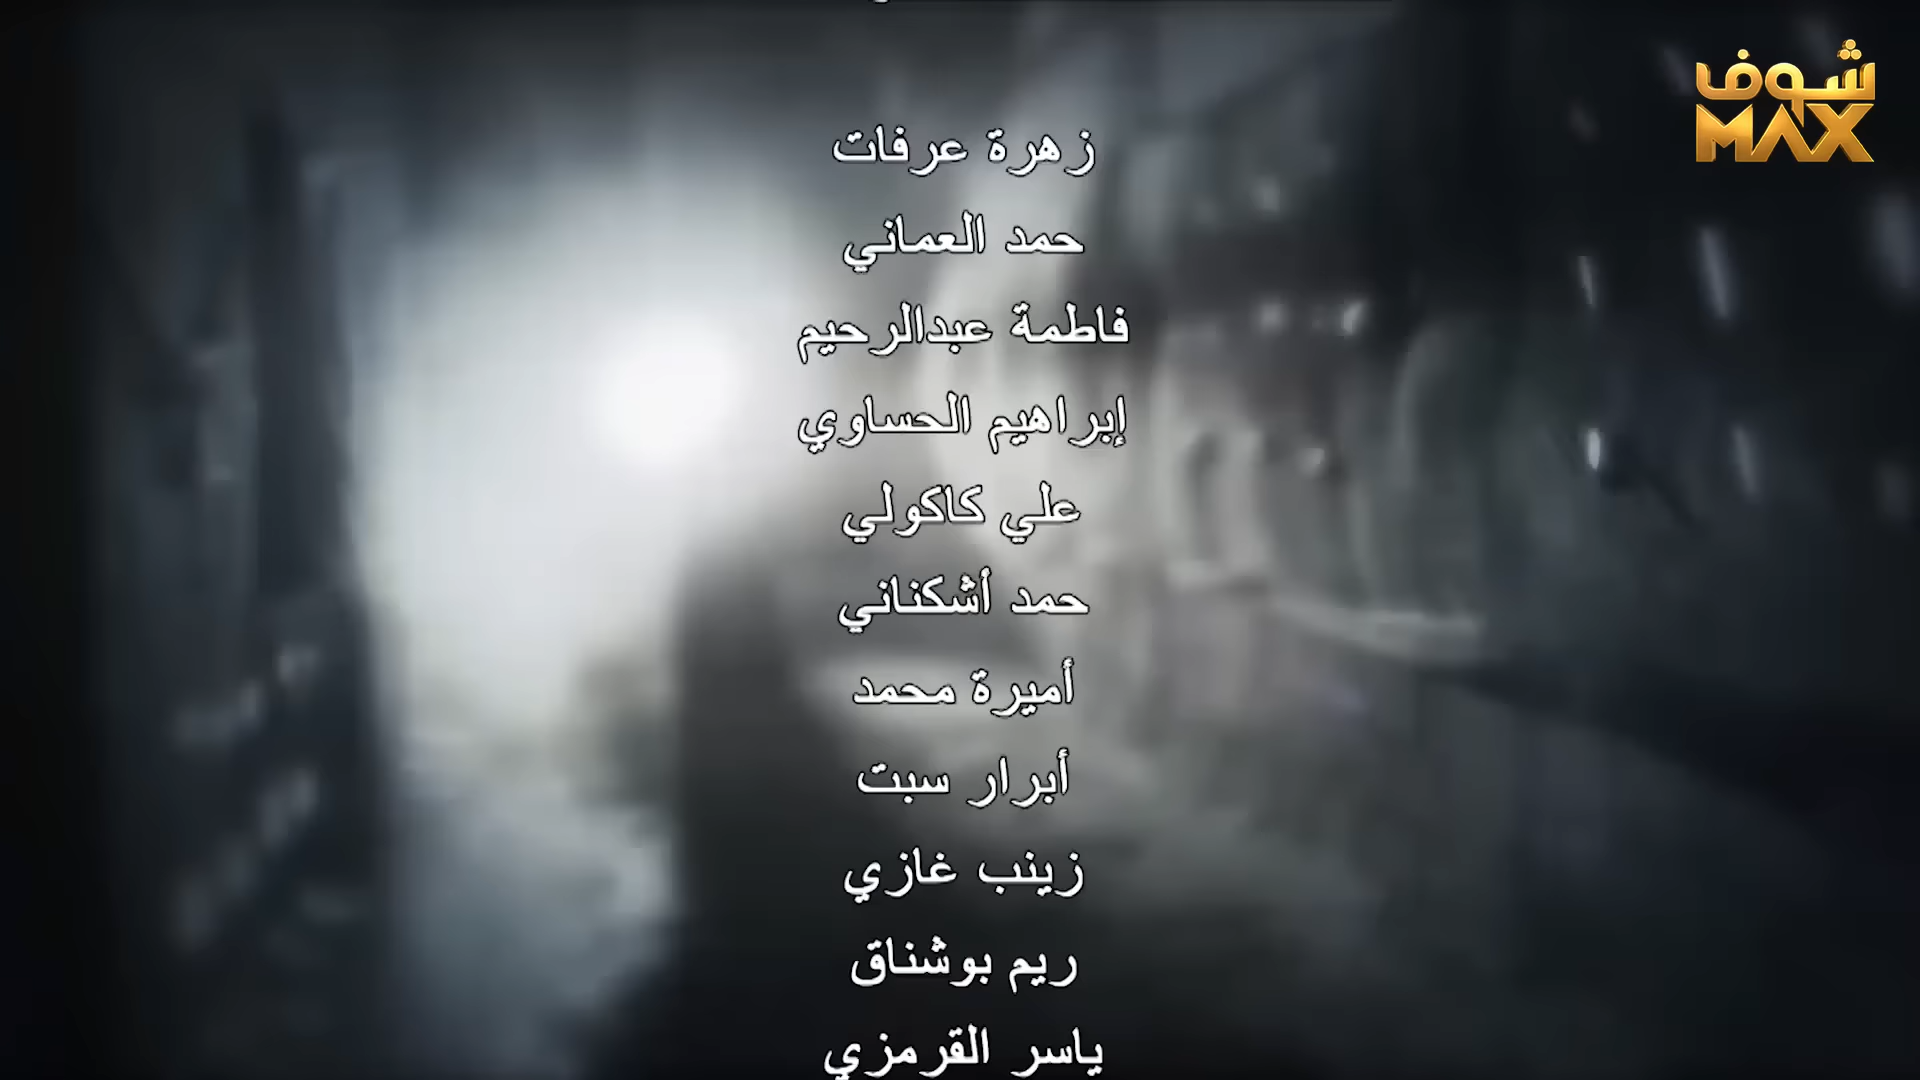 شوف
MAX
زهرة عرفات
حمد العماني
فاطمة عبدالرحيم
إبراهيم الحساوي
علي كاكولي
حمد أشكناني
أميرة محمد
أبرار سبت
زينب غازي
ريم بوشناق
ياسر القرمزي